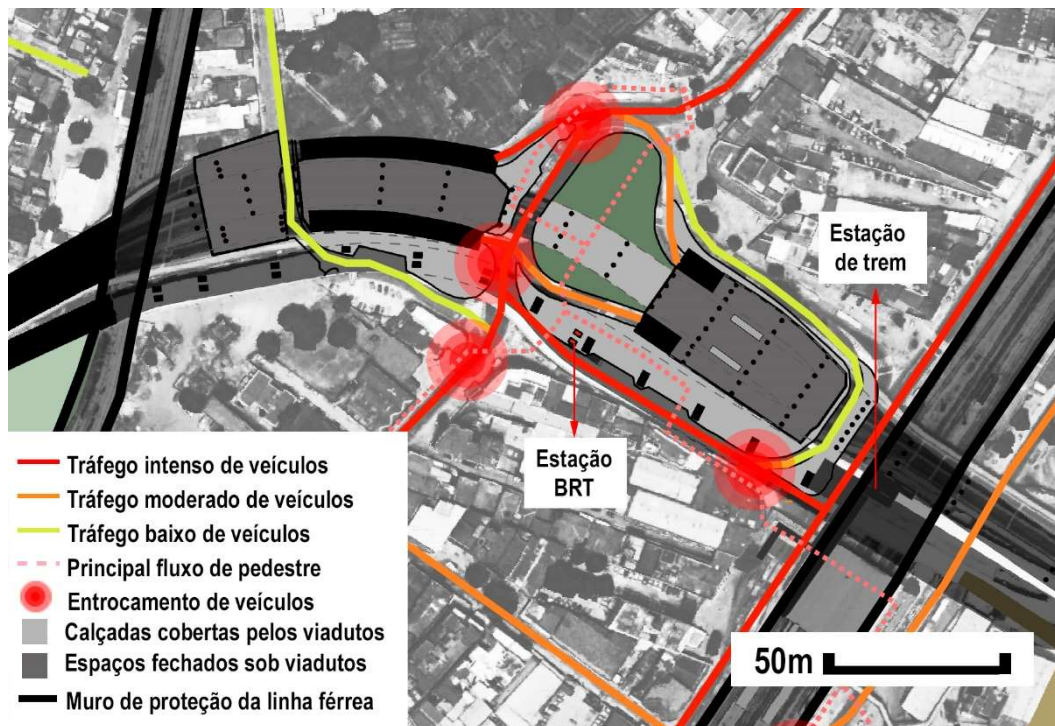 Estação
de trem
Estação
BRT
Tráfego intenso de veículos
Tráfego moderado de veículos
Tráfego baixo de veículos
Principal fluxo de pedestre
Entrocamento de veículos
Calçadas cobertas pelos viadutos
Espaços fechados sob viadutos
Muro de proteção da linha férrea
50m